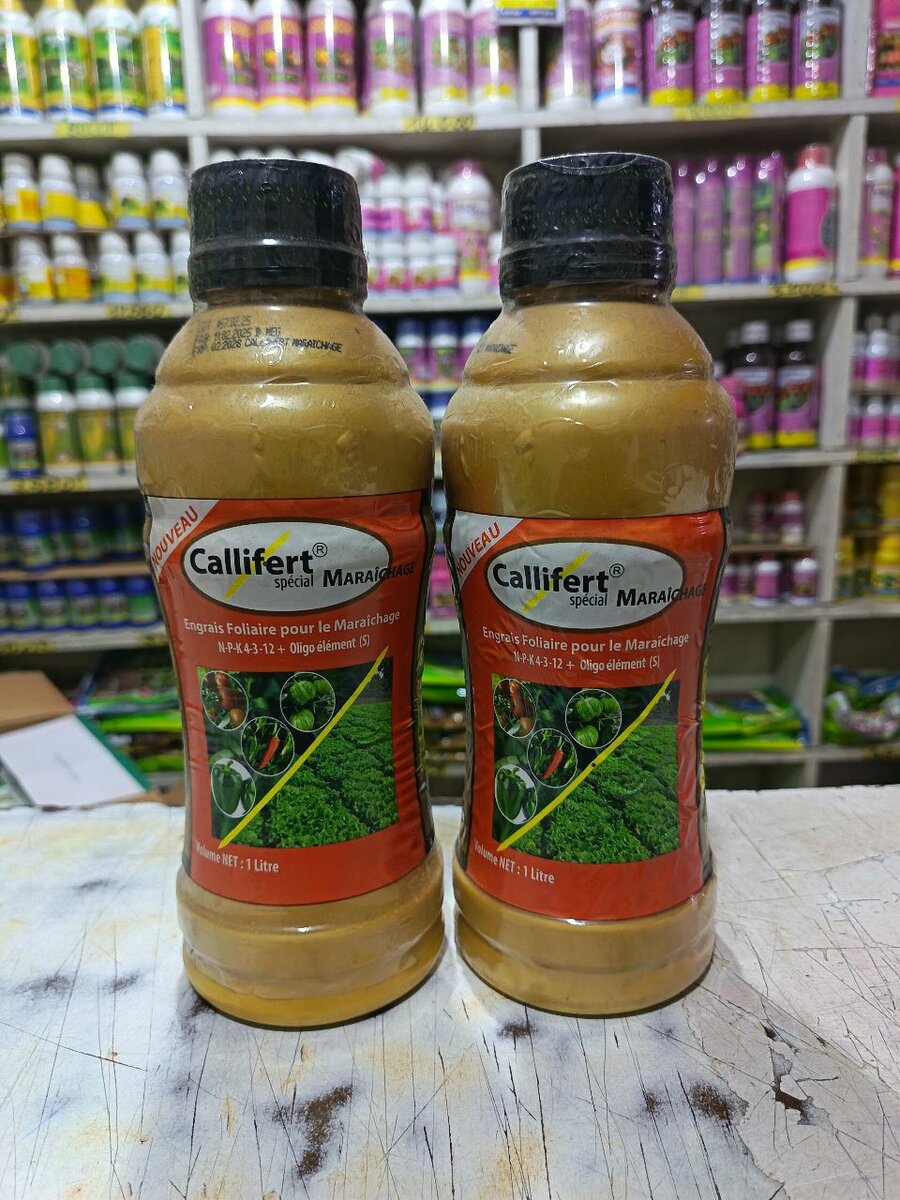 NOUVEAU
Callifert®
spécial MARAÎCHAGE
Engrais Foliaire pour le Maraîchage
N-P-K 4-3-12 + Oligo élément (S)
Volume NET : 1 Litre
NOUVEAU
Callifert®
spécial MARAÎCHAGE
Engrais Foliaire pour le Maraîchage
N-P-K 4-3-12 + Oligo élément (S)
Volume NET : 1 Litre